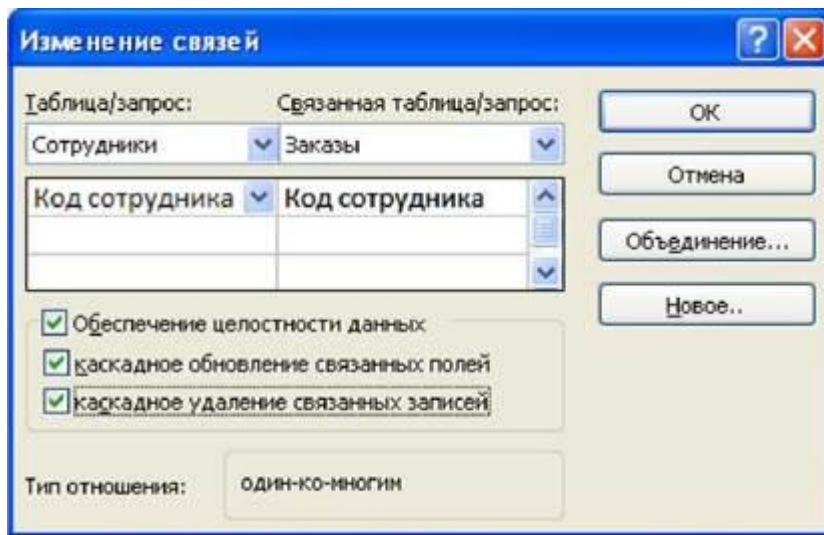 Изменение связей
Таблица/запрос: Связанная таблица/запрос:
Сотрудники Заказы
Код сотрудника Код сотрудника
Обеспечение целостности данных
каскадное обновление связанных полей
каскадное удаление связанных записей
Тип отношения: один-ко-многим
ОК
Отмена
Объединение...
Новое..